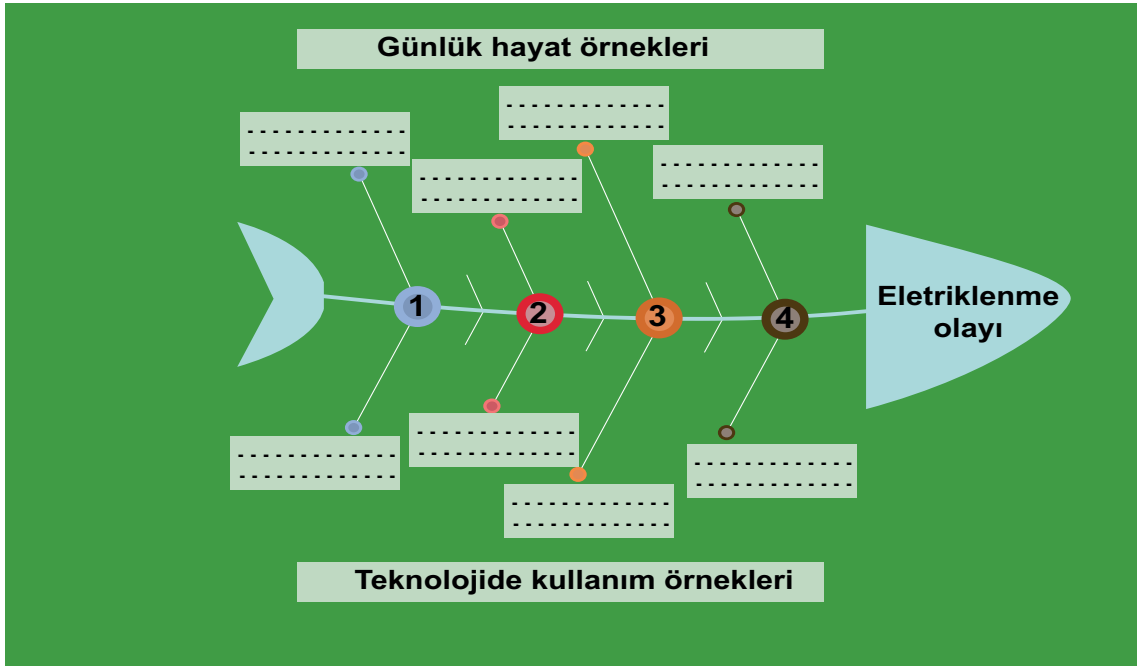 Günlük hayat örnekleri
- - - - - - - - - - - - -
- - - - - - - - - - - - -
- - - - - - - - - - - - -
- - - - - - - - - - - - -
- - - - - - - - - - - - -
- - - - - - - - - - - - -
- - - - - - - - - - - - -
- - - - - - - - - - - - -
1
2
3
4
Eletriklenme
olayı
- - - - - - - - - - - - -
- - - - - - - - - - - - -
- - - - - - - - - - - - -
- - - - - - - - - - - - -
- - - - - - - - - - - - -
- - - - - - - - - - - - -
- - - - - - - - - - - - -
- - - - - - - - - - - - -
Teknolojide kullanım örnekleri